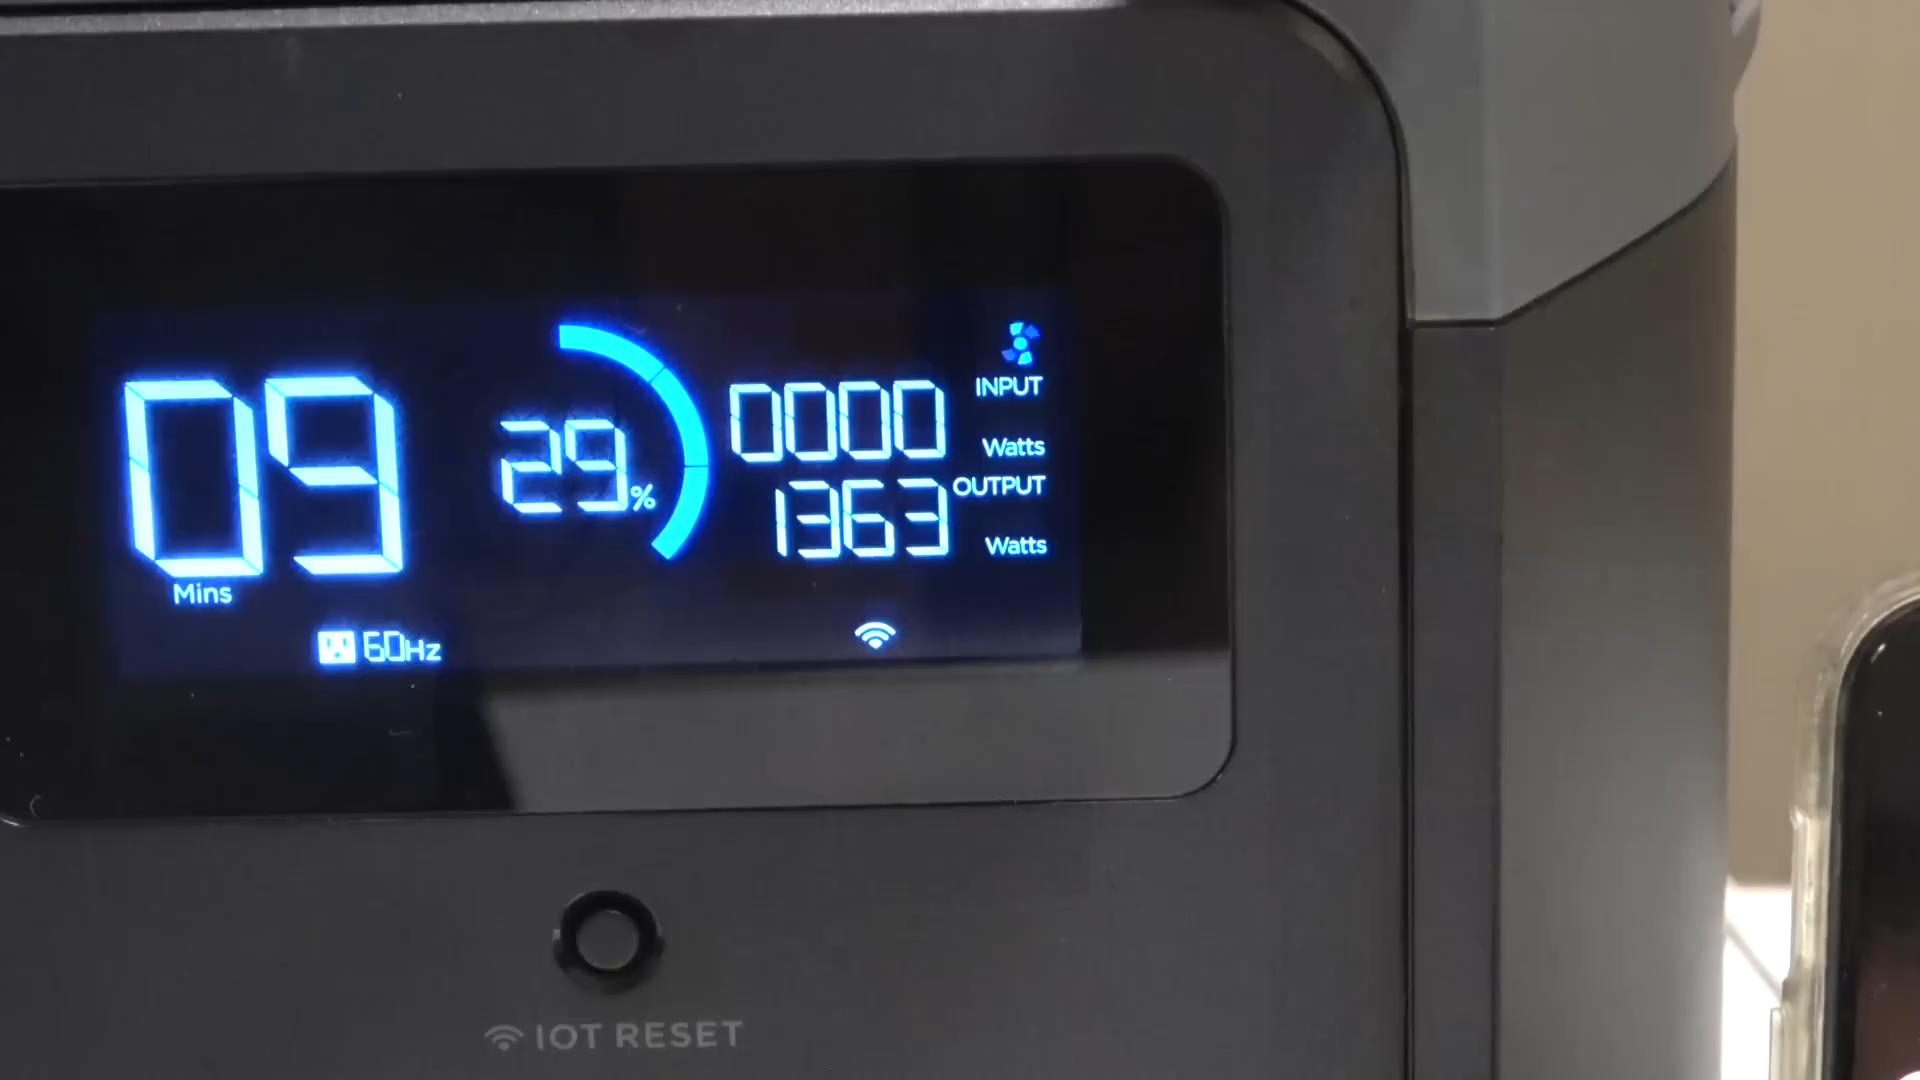 09
Mins
29%
0000
INPUT
Watts
1363
OUTPUT
Watts
60Hz
IOT RESET